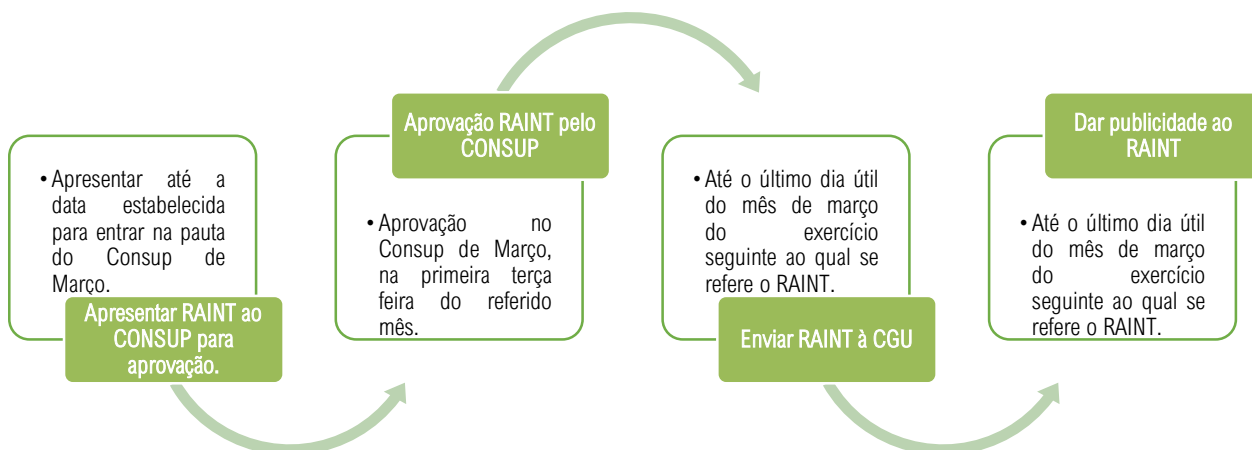 • Apresentar até a
data estabelecida
para entrar na pauta
do Consup de
Março.
Apresentar RAINT ao
CONSUP para
aprovação.
Aprovação RAINT pelo
CONSUP
• Aprovação no
Consup de Março,
na primeira terça
feira do referido
mês.
• Até o último dia útil
do mês de março
do exercício
seguinte ao qual se
refere o RAINT.
Enviar RAINT à CGU
Dar publicidade ao
RAINT
• Até o último dia útil
do mês de março
do exercício
seguinte ao qual se
refere o RAINT.